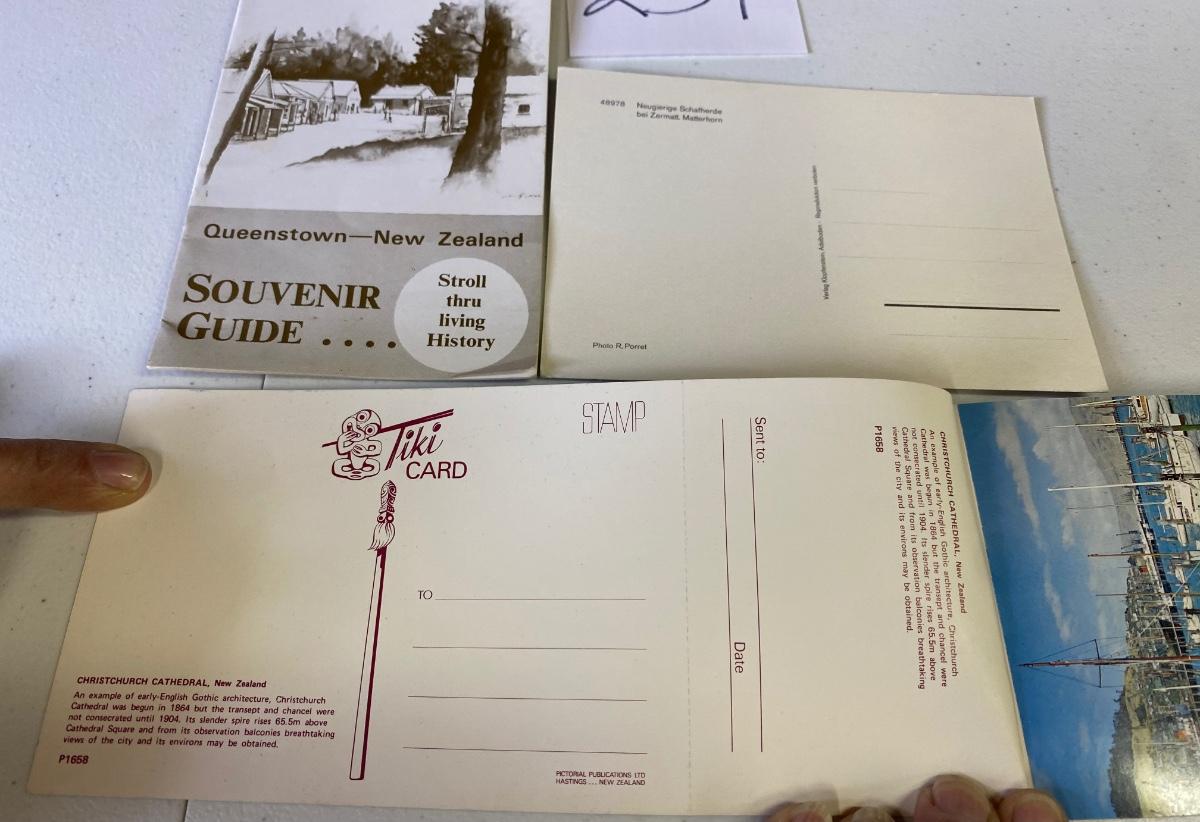 Queenstown—New Zealand
SOUVENIR
GUIDE ....
Stroll
thru
living
History
48978 Neugierige Schafherde
bei Zermatt, Matterhorn
Verlag Klopfenstein Adelboden - Reproduktion verboten
Photo R. Porret
Tiki
CARD
STAMP
TO
CHRISTCHURCH CATHEDRAL, New Zealand
An example of early-English Gothic architecture, Christchurch
Cathedral was begun in 1864 but the transept and chancel were
not consecrated until 1904. Its slender spire rises 65.5m above
Cathedral Square and from its observation balconies breathtaking
views of the city and its environs may be obtained.
P1658
PICTORIAL PUBLICATIONS LTD
HASTINGS ... NEW ZEALAND
Sent to:
Date
CHRISTCHURCH CATHEDRAL, New Zealand
An example of early-English Gothic architecture, Christchurch
Cathedral was begun in 1864 but the transept and chancel were
not consecrated until 1904. Its slender spire rises 65.5m above
Cathedral Square and from its observation balconies breathtaking
views of the city and its environs may be obtained.
P1658